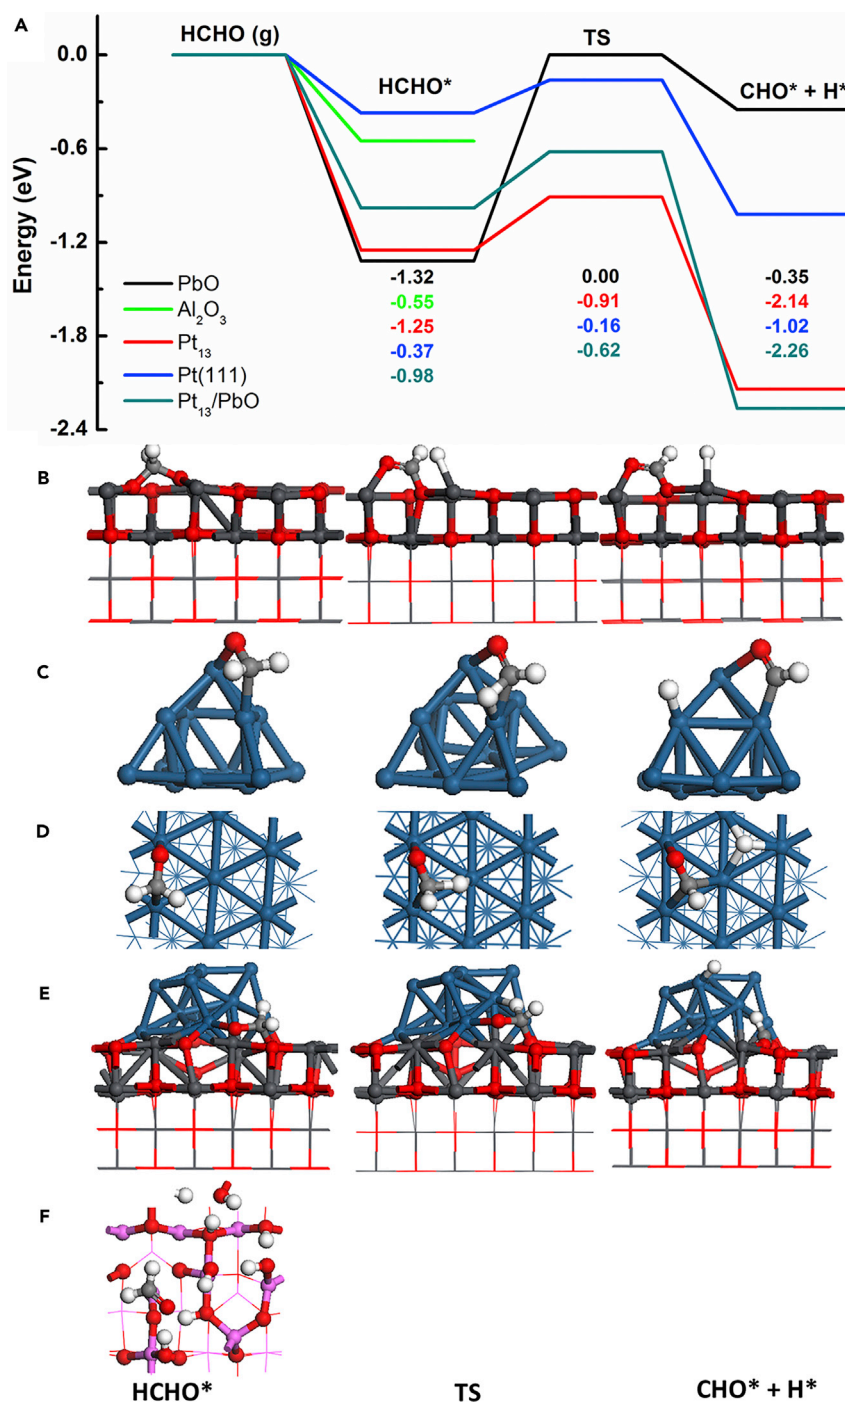 A
HCHO (g)
TS
HCHO*
CHO* + H*
0.0
-0.6
-1.2
-1.8
-2.4
Energy (eV)
PbO
Al₂O₃
Pt₁₃
Pt(111)
Pt₁₃/PbO
-1.32 0.00 -0.35
-0.55 -0.91 -2.14
-1.25 -0.16 -1.02
-0.37 -0.62 -2.26
-0.98
B
C
D
E
F
HCHO* TS CHO* + H*